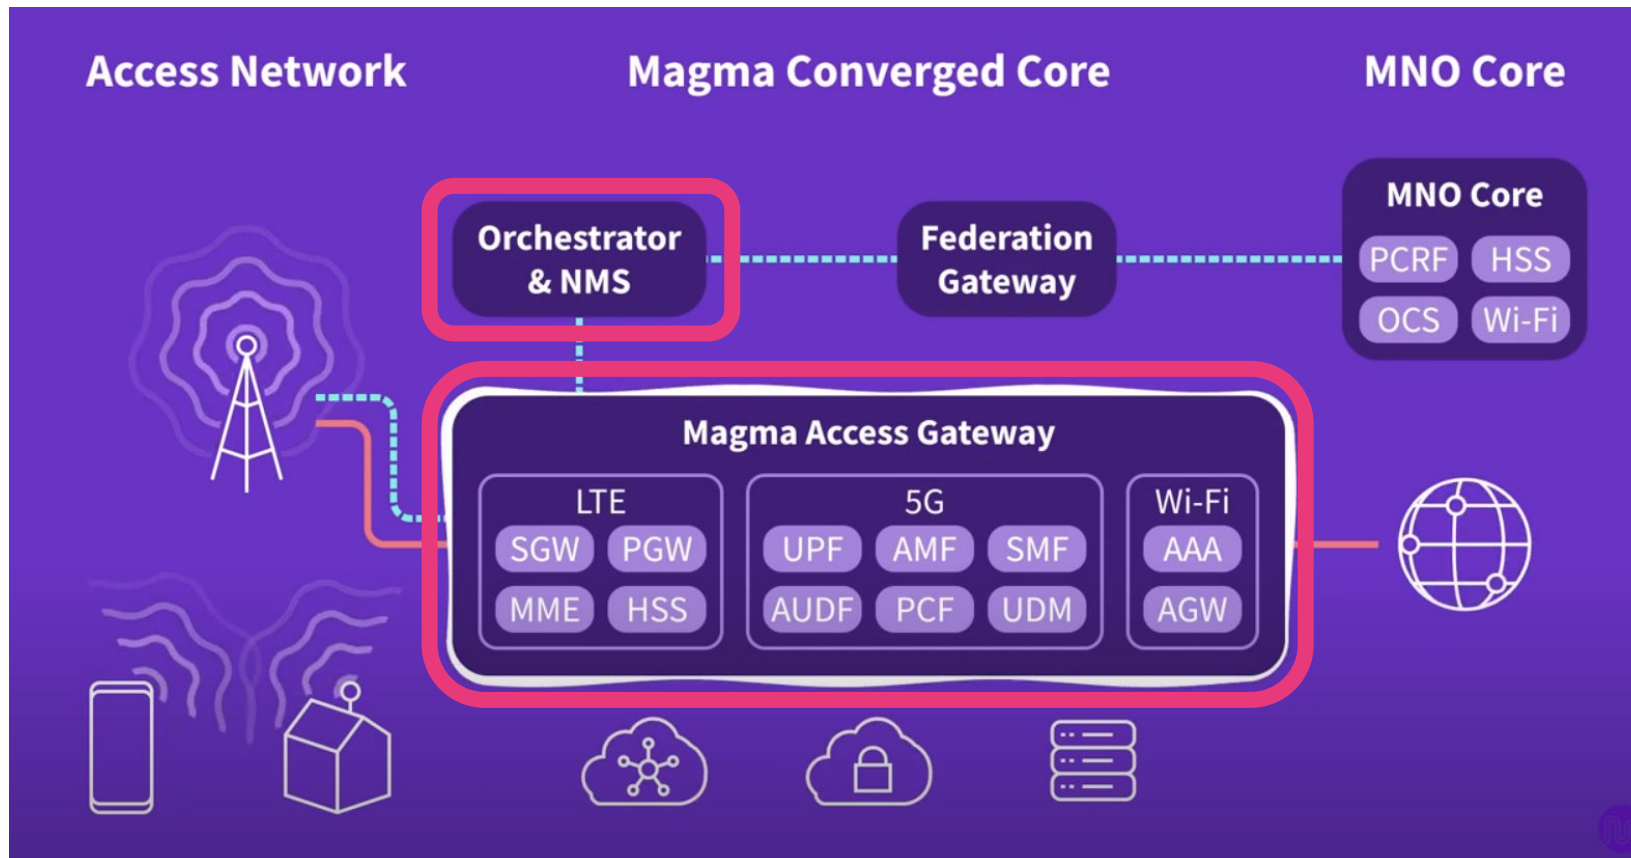 Access Network
Magma Converged Core
MNO Core
Orchestrator
& NMS
Federation
Gateway
MNO Core
PCRF HSS
OCS Wi-Fi
Magma Access Gateway
LTE
SGW PGW
MME HSS
5G
UPF AMF SMF
AUDF PCF UDM
Wi-Fi
AAA
AGW